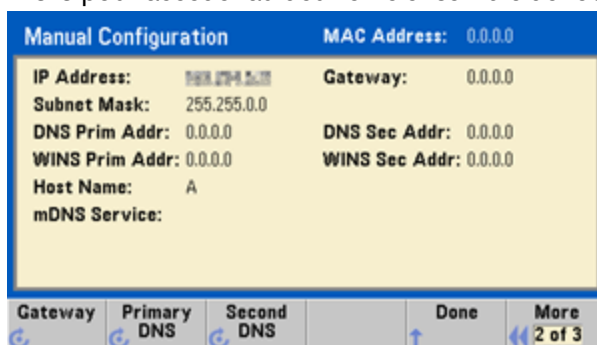 Manual Configuration MAC Address: 0.0.0.0
IP Address: Gateway: 0.0.0.0
Subnet Mask: 255.255.0.0
DNS Prim Addr: 0.0.0.0 DNS Sec Addr: 0.0.0.0
WINS Prim Addr: 0.0.0.0 WINS Sec Addr: 0.0.0.0
Host Name: A
mDNS Service:
Gateway Primary DNS Second DNS Done More 2 of 3